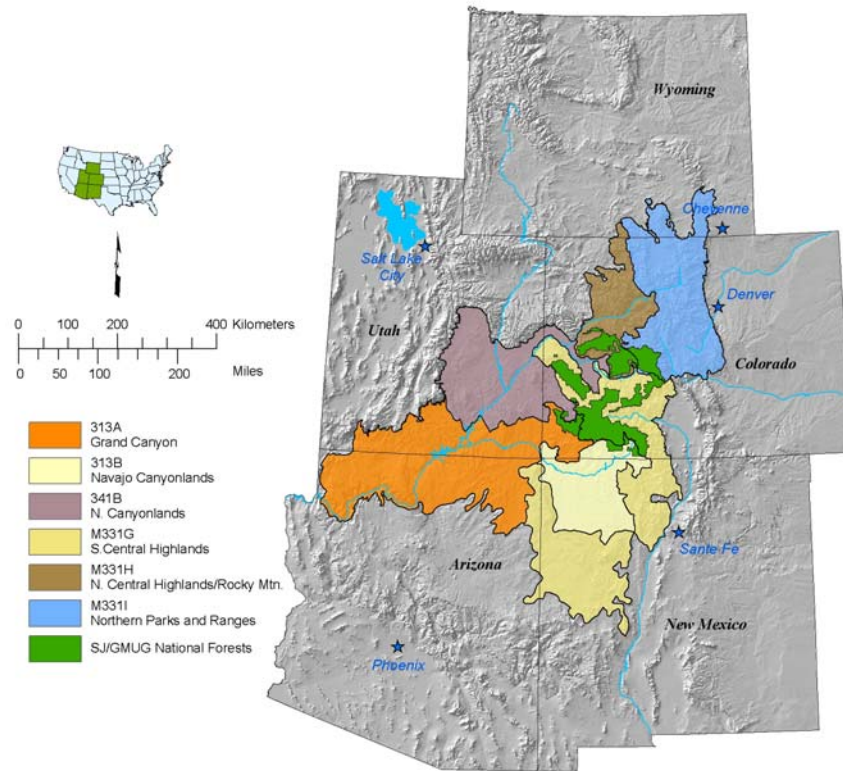 Wyoming
Cheyenne
Salt Lake
City
Denver
Utah
Colorado
0 100 200 400 Kilometers
0 50 100 200 Miles
313A
Grand Canyon
313B
Navajo Canyonlands
341B
N. Canyonlands
M331G
S.Central Highlands
M331H
N. Central Highlands/Rocky Mtn.
M331I
Northern Parks and Ranges
SJ/GMUG National Forests
Arizona
Sante Fe
New Mexico
Phoenix